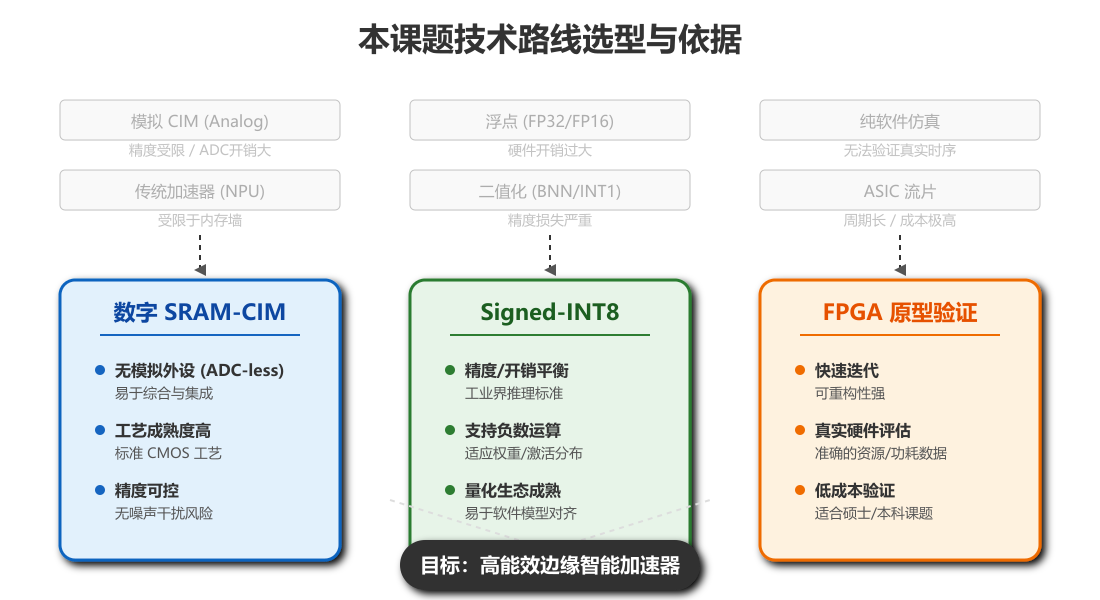 本课题技术路线选型与依据
模拟 CIM (Analog)
精度受限 / ADC开销大
传统加速器 (NPU)
受限于内存墙
浮点 (FP32/FP16)
硬件开销过大
二值化 (BNN/INT1)
精度损失严重
纯软件仿真
无法验证真实时序
ASIC 流片
周期长 / 成本极高
数字 SRAM-CIM
无模拟外设 (ADC-less)
易于综合与集成
工艺成熟度高
标准 CMOS 工艺
精度可控
无噪声干扰风险
Signed-INT8
精度/开销平衡
工业界推理标准
支持负数运算
适应权重/激活分布
量化生态成熟
易于软件模型对齐
FPGA 原型验证
快速迭代
可重构性强
真实硬件评估
准确的资源/功耗数据
低成本验证
适合硕士/本科课题
目标：高能效边缘智能加速器